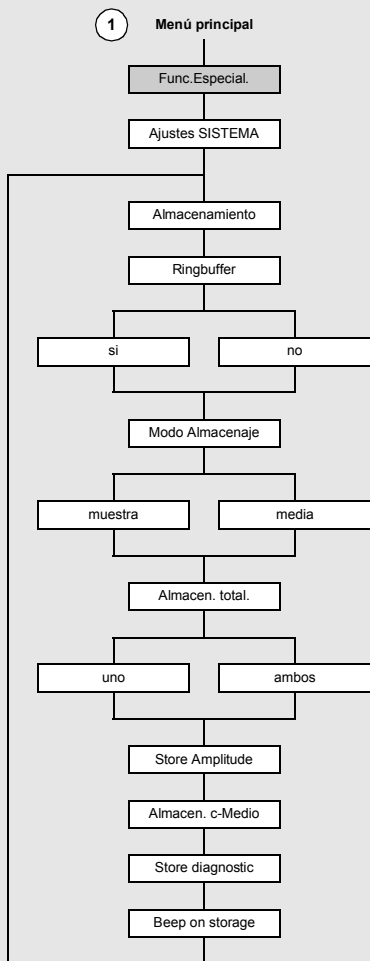 1 Menú principal
Func.Especial.
Ajustes SISTEMA
Almacenamiento
Ringbuffer
si no
Modo Almacenaje
muestra media
Almacen. total.
uno ambos
Store Amplitude
Almacen. c-Medio
Store diagnostic
Beep on storage